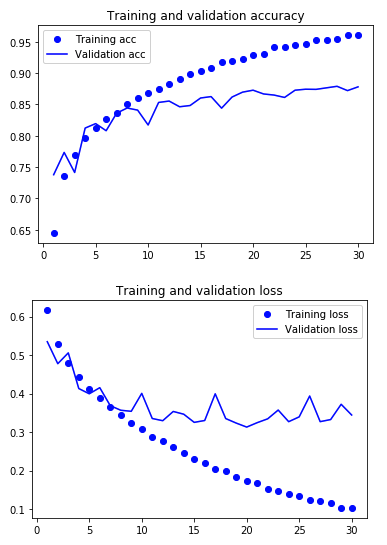 Training and validation accuracy
Training acc
Validation acc
0.95
0.90
0.85
0.80
0.75
0.70
0.65
0 5 10 15 20 25 30
Training and validation loss
Training loss
Validation loss
0.6
0.5
0.4
0.3
0.2
0.1
0 5 10 15 20 25 30